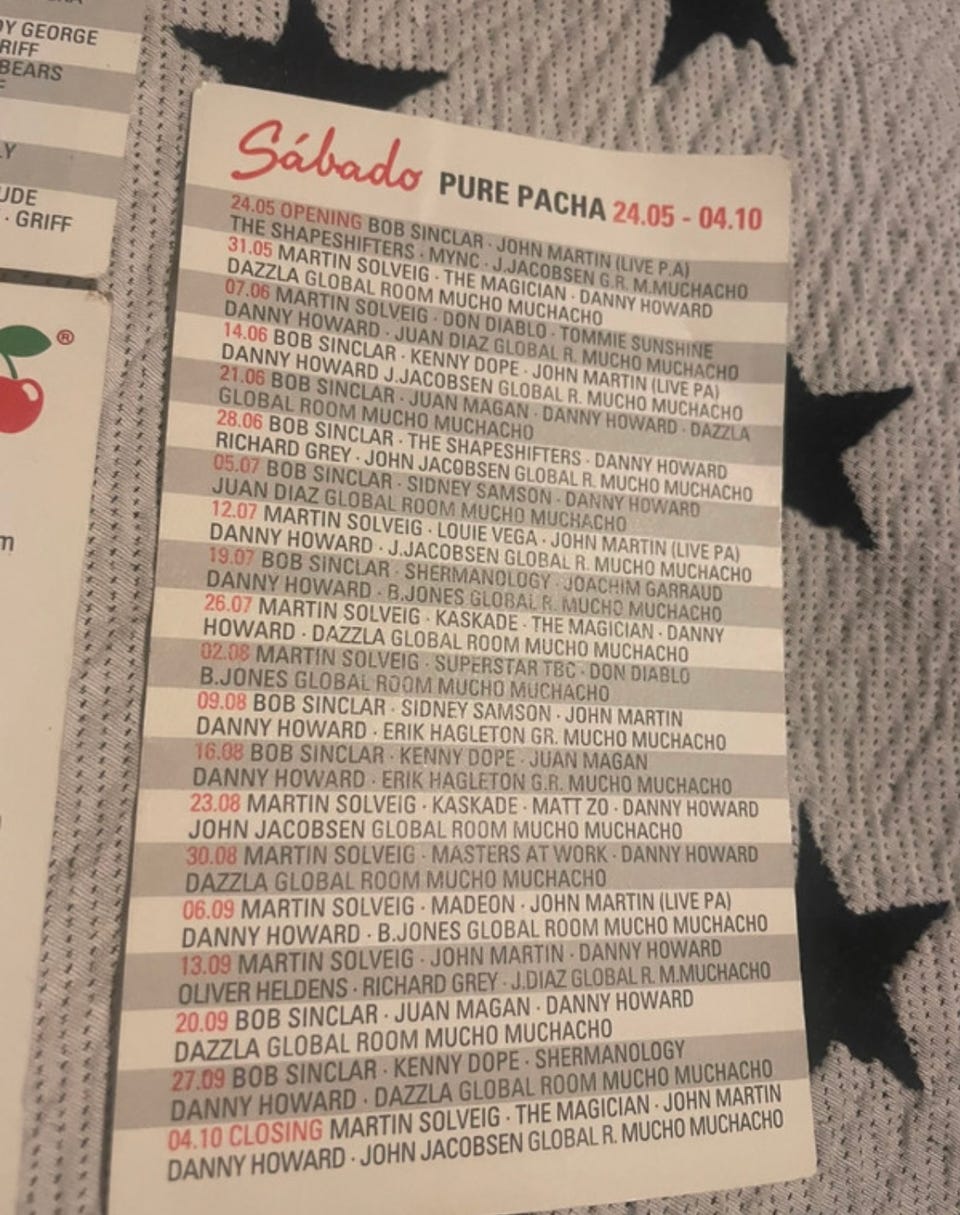 Y GEORGE
RIFF
BEARS
LY
UDE
· GRIFF
®
m
Sábado PURE PACHA 24.05 - 04.10
24.05 OPENING BOB SINCLAR · JOHN MARTIN (LIVE P.A)
THE SHAPESHIFTERS · MYNC · J.JACOBSEN G.R. M.MUCHACHO
31.05 MARTIN SOLVEIG · THE MAGICIAN · DANNY HOWARD
DAZZLA GLOBAL ROOM MUCHO MUCHACHO
07.06 MARTIN SOLVEIG · DON DIABLO · TOMMIE SUNSHINE
DANNY HOWARD · JUAN DIAZ GLOBAL R. MUCHO MUCHACHO
14.06 BOB SINCLAR · KENNY DOPE · JOHN MARTIN (LIVE PA)
DANNY HOWARD J.JACOBSEN GLOBAL R. MUCHO MUCHACHO
21.06 BOB SINCLAR · JUAN MAGAN · DANNY HOWARD · DAZZLA
GLOBAL ROOM MUCHO MUCHACHO
28.06 BOB SINCLAR · THE SHAPESHIFTERS · DANNY HOWARD
RICHARD GREY · JOHN JACOBSEN GLOBAL R. MUCHO MUCHACHO
05.07 BOB SINCLAR · SIDNEY SAMSON · DANNY HOWARD
JUAN DIAZ GLOBAL ROOM MUCHO MUCHACHO
12.07 MARTIN SOLVEIG · LOUIE VEGA · JOHN MARTIN (LIVE PA)
DANNY HOWARD · J.JACOBSEN GLOBAL R. MUCHO MUCHACHO
19.07 BOB SINCLAR · SHERMANOLOGY · JOACHIM GARRAUD
DANNY HOWARD · B.JONES GLOBAL R. MUCHO MUCHACHO
26.07 MARTIN SOLVEIG · KASKADE · THE MAGICIAN · DANNY
HOWARD · DAZZLA GLOBAL ROOM MUCHO MUCHACHO
02.08 MARTIN SOLVEIG · SUPERSTAR TBC · DON DIABLO
B.JONES GLOBAL ROOM MUCHO MUCHACHO
09.08 BOB SINCLAR · SIDNEY SAMSON · JOHN MARTIN
DANNY HOWARD · ERIK HAGLETON GR. MUCHO MUCHACHO
16.08 BOB SINCLAR · KENNY DOPE · JUAN MAGAN
DANNY HOWARD · ERIK HAGLETON G.R. MUCHO MUCHACHO
23.08 MARTIN SOLVEIG · KASKADE · MATT ZO · DANNY HOWARD
JOHN JACOBSEN GLOBAL ROOM MUCHO MUCHACHO
30.08 MARTIN SOLVEIG · MASTERS AT WORK · DANNY HOWARD
DAZZLA GLOBAL ROOM MUCHO MUCHACHO
06.09 MARTIN SOLVEIG · MADEON · JOHN MARTIN (LIVE PA)
DANNY HOWARD · B.JONES GLOBAL ROOM MUCHO MUCHACHO
13.09 MARTIN SOLVEIG · JOHN MARTIN · DANNY HOWARD
OLIVER HELDENS · RICHARD GREY · J.DIAZ GLOBAL R. M.MUCHACHO
20.09 BOB SINCLAR · JUAN MAGAN · DANNY HOWARD
DAZZLA GLOBAL ROOM MUCHO MUCHACHO
27.09 BOB SINCLAR · KENNY DOPE · SHERMANOLOGY
DANNY HOWARD · DAZZLA GLOBAL ROOM MUCHO MUCHACHO
04.10 CLOSING MARTIN SOLVEIG · THE MAGICIAN · JOHN MARTIN
DANNY HOWARD · JOHN JACOBSEN GLOBAL R. MUCHO MUCHACHO